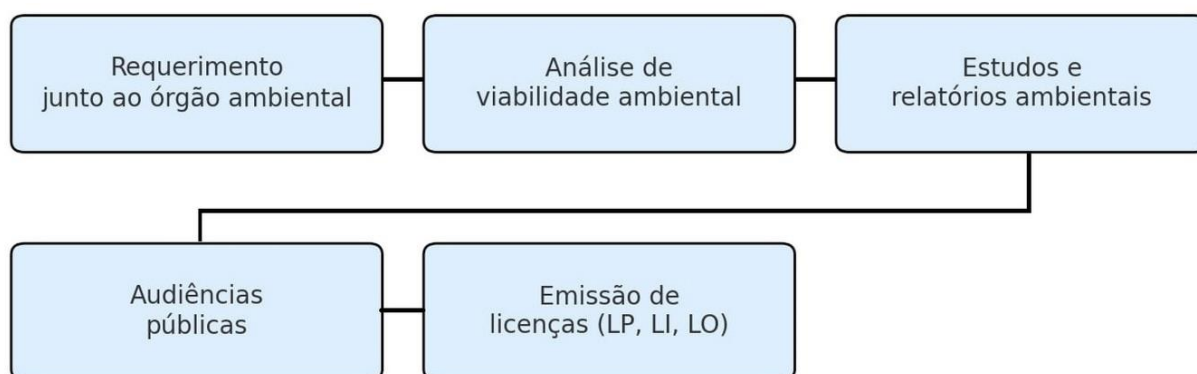 Requerimento
junto ao órgão ambiental
Análise de
viabilidade ambiental
Estudos e
relatórios ambientais
Audiências
públicas
Emissão de
licenças (LP, LI, LO)